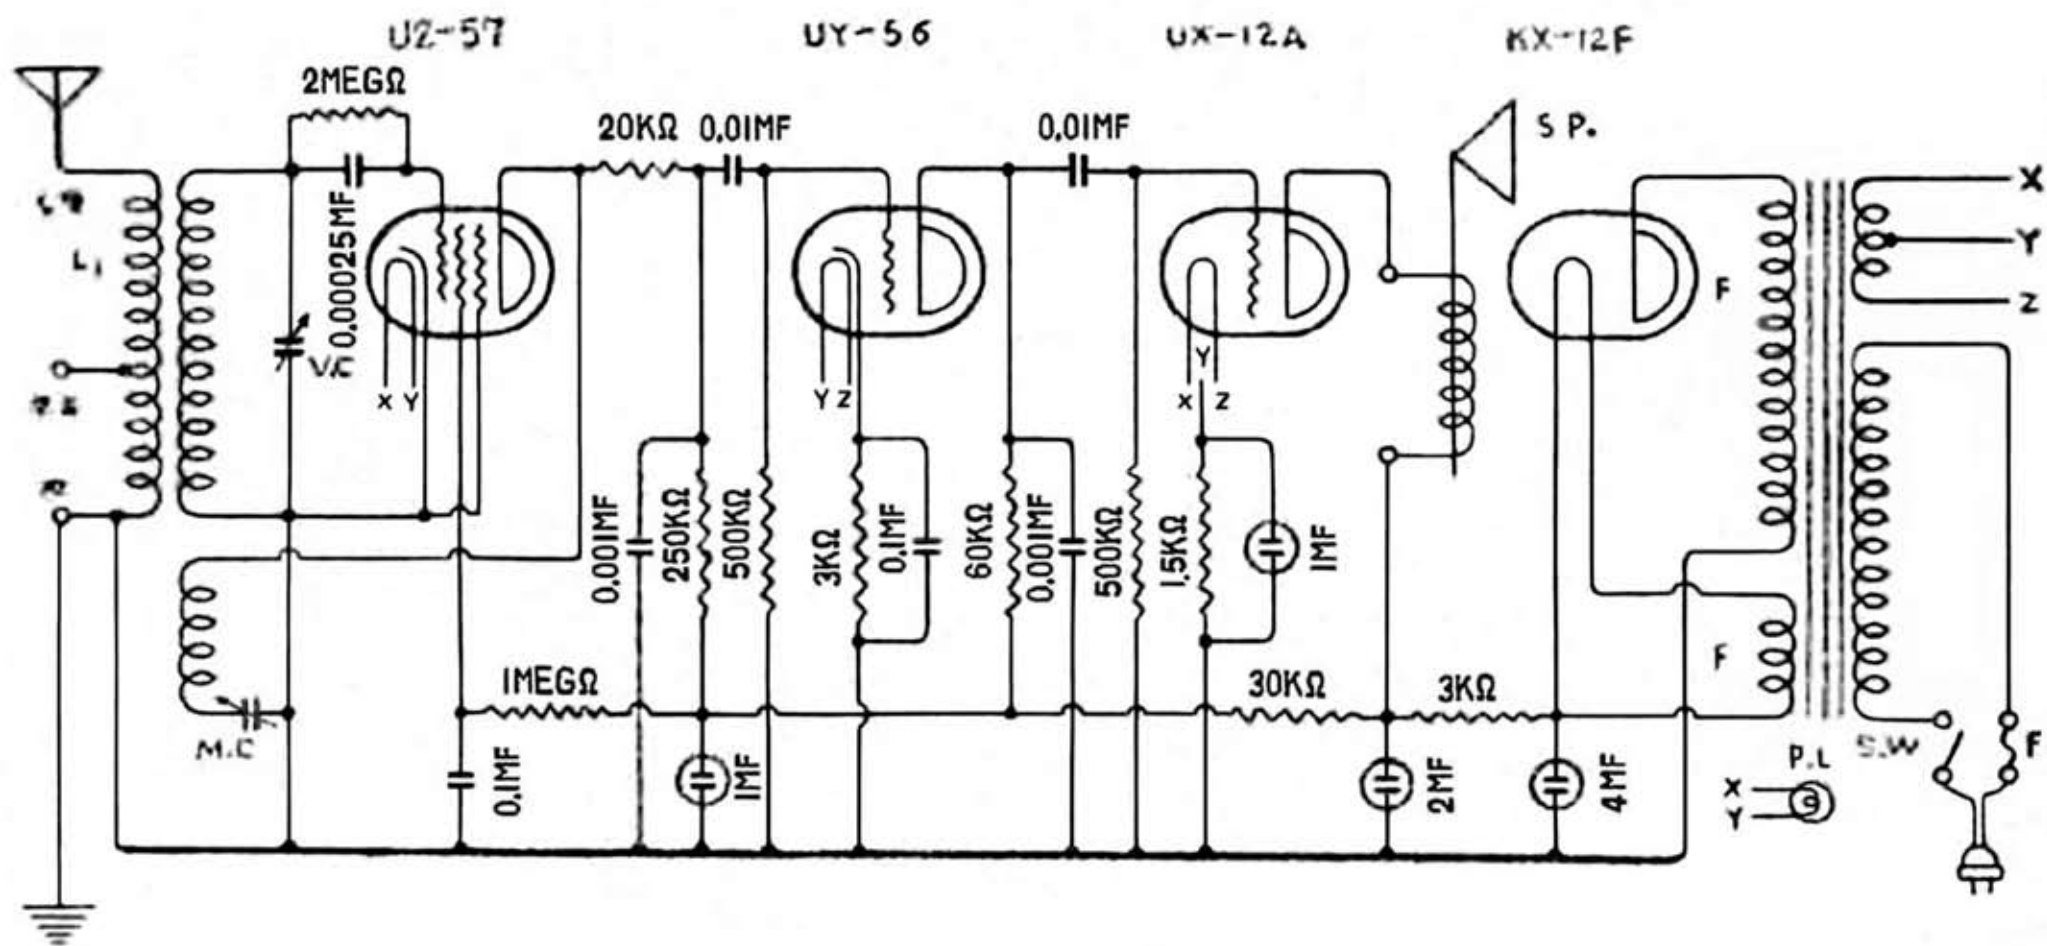 UZ-57
UY-56
UX-12A
KX-12F
2MEGΩ
0.00025MF
20KΩ
0.01MF
0.01MF
S P.
L1
V.C
X Y
Y Z
X
Y
Z
F
X
Y
Z
0.001MF
250KΩ
500KΩ
3KΩ
0.1MF
60KΩ
0.001MF
500KΩ
1.5KΩ
1MF
1MEGΩ
30KΩ
3KΩ
F
M.C
0.1MF
1MF
2MF
4MF
P.L
X
Y
S.W
F